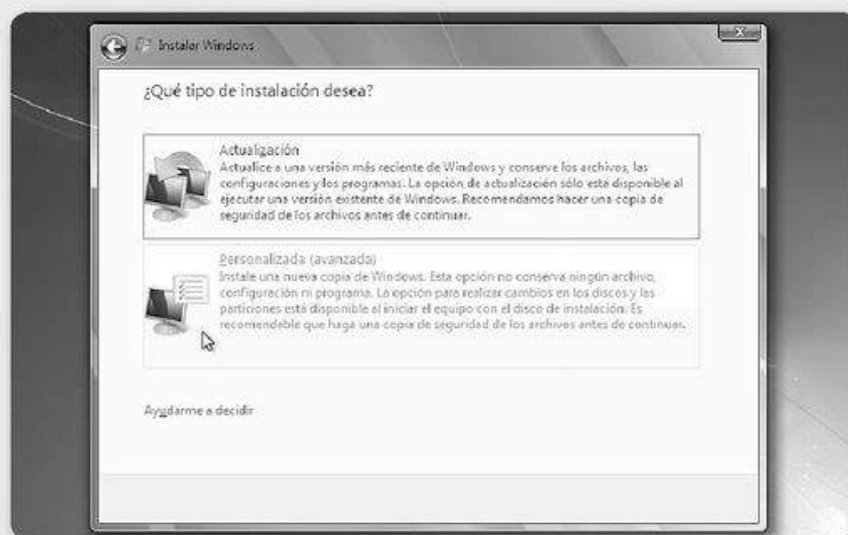 Instalar Windows
¿Qué tipo de instalación desea?
Actualización
Actualice a una versión más reciente de Windows y conserve los archivos, las
configuraciones y los programas. La opción de actualización sólo está disponible al
ejecutar una versión existente de Windows. Recomendamos hacer una copia de
seguridad de los archivos antes de continuar.
Personalizada (avanzada)
Instale una nueva copia de Windows. Esta opción no conserva ningún archivo,
configuración ni programa. La opción para realizar cambios en los discos y las
particiones está disponible al iniciar el equipo con el disco de instalación. Es
recomendable que haga una copia de seguridad de los archivos antes de continuar.
Ayudarme a decidir